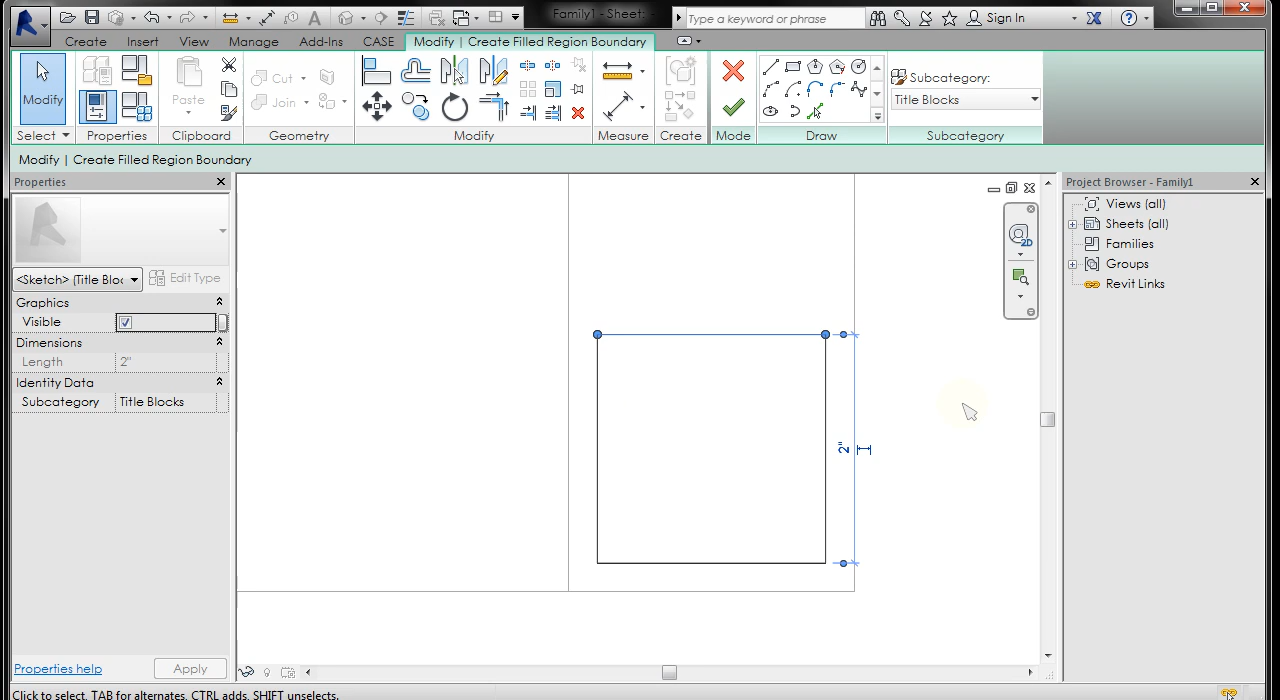 Family1 - Sheet:
Type a keyword or phrase
Sign In
Create Insert View Manage Add-Ins CASE Modify | Create Filled Region Boundary
Modify
Paste
Cut
Join
Subcategory:
Title Blocks
Select Properties Clipboard Geometry Modify Measure Create Mode Draw Subcategory
Modify | Create Filled Region Boundary
Properties
Project Browser - Family1
<Sketch> (Title Bloc
Edit Type
Graphics
Visible
Dimensions
Length 2"
Identity Data
Subcategory Title Blocks
Views (all)
Sheets (all)
Families
Groups
Revit Links
2D
2"
Properties help
Apply
Click to select, TAB for alternates, CTRL adds, SHIFT unselects.